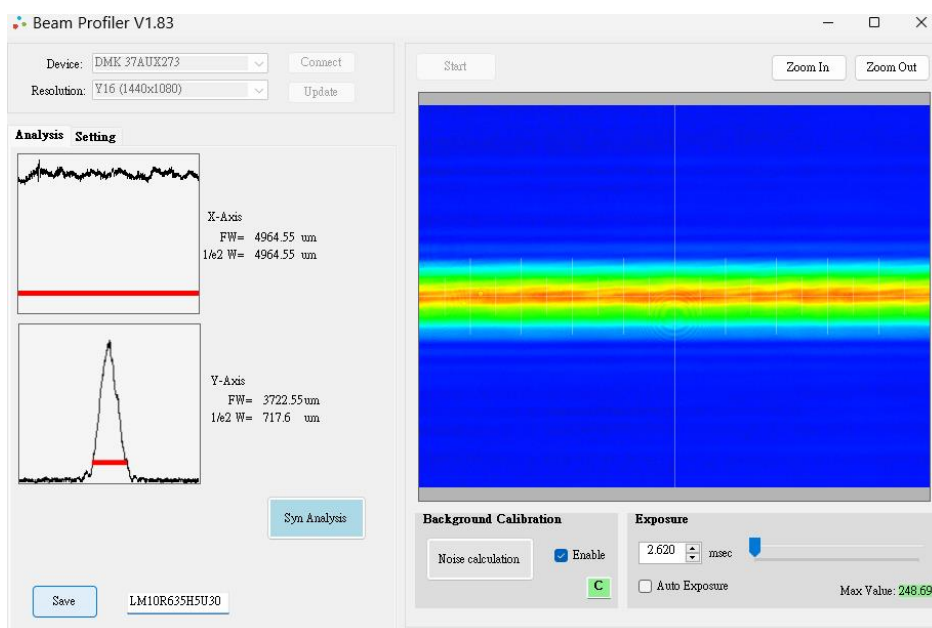 Beam Profiler V1.83
Device: DMK 37AUX273 Connect
Resolution: Y16 (1440x1080) Update
Analysis Setting
X-Axis
FW= 4964.55 um
1/e2 W= 4964.55 um
Y-Axis
FW= 3722.55um
1/e2 W= 717.6 um
Syn Analysis
Save LM10R635H5U30
Start Zoom In Zoom Out
Background Calibration
Noise calculation Enable
C
Exposure
2.620 msec
Auto Exposure Max Value: 248.69